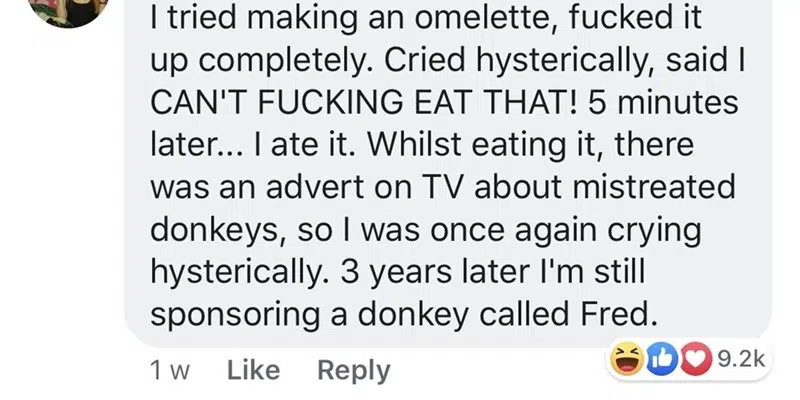 I tried making an omelette, fucked it
up completely. Cried hysterically, said I
CAN'T FUCKING EAT THAT! 5 minutes
later... I ate it. Whilst eating it, there
was an advert on TV about mistreated
donkeys, so I was once again crying
hysterically. 3 years later I'm still
sponsoring a donkey called Fred.
1 w Like Reply 9.2k